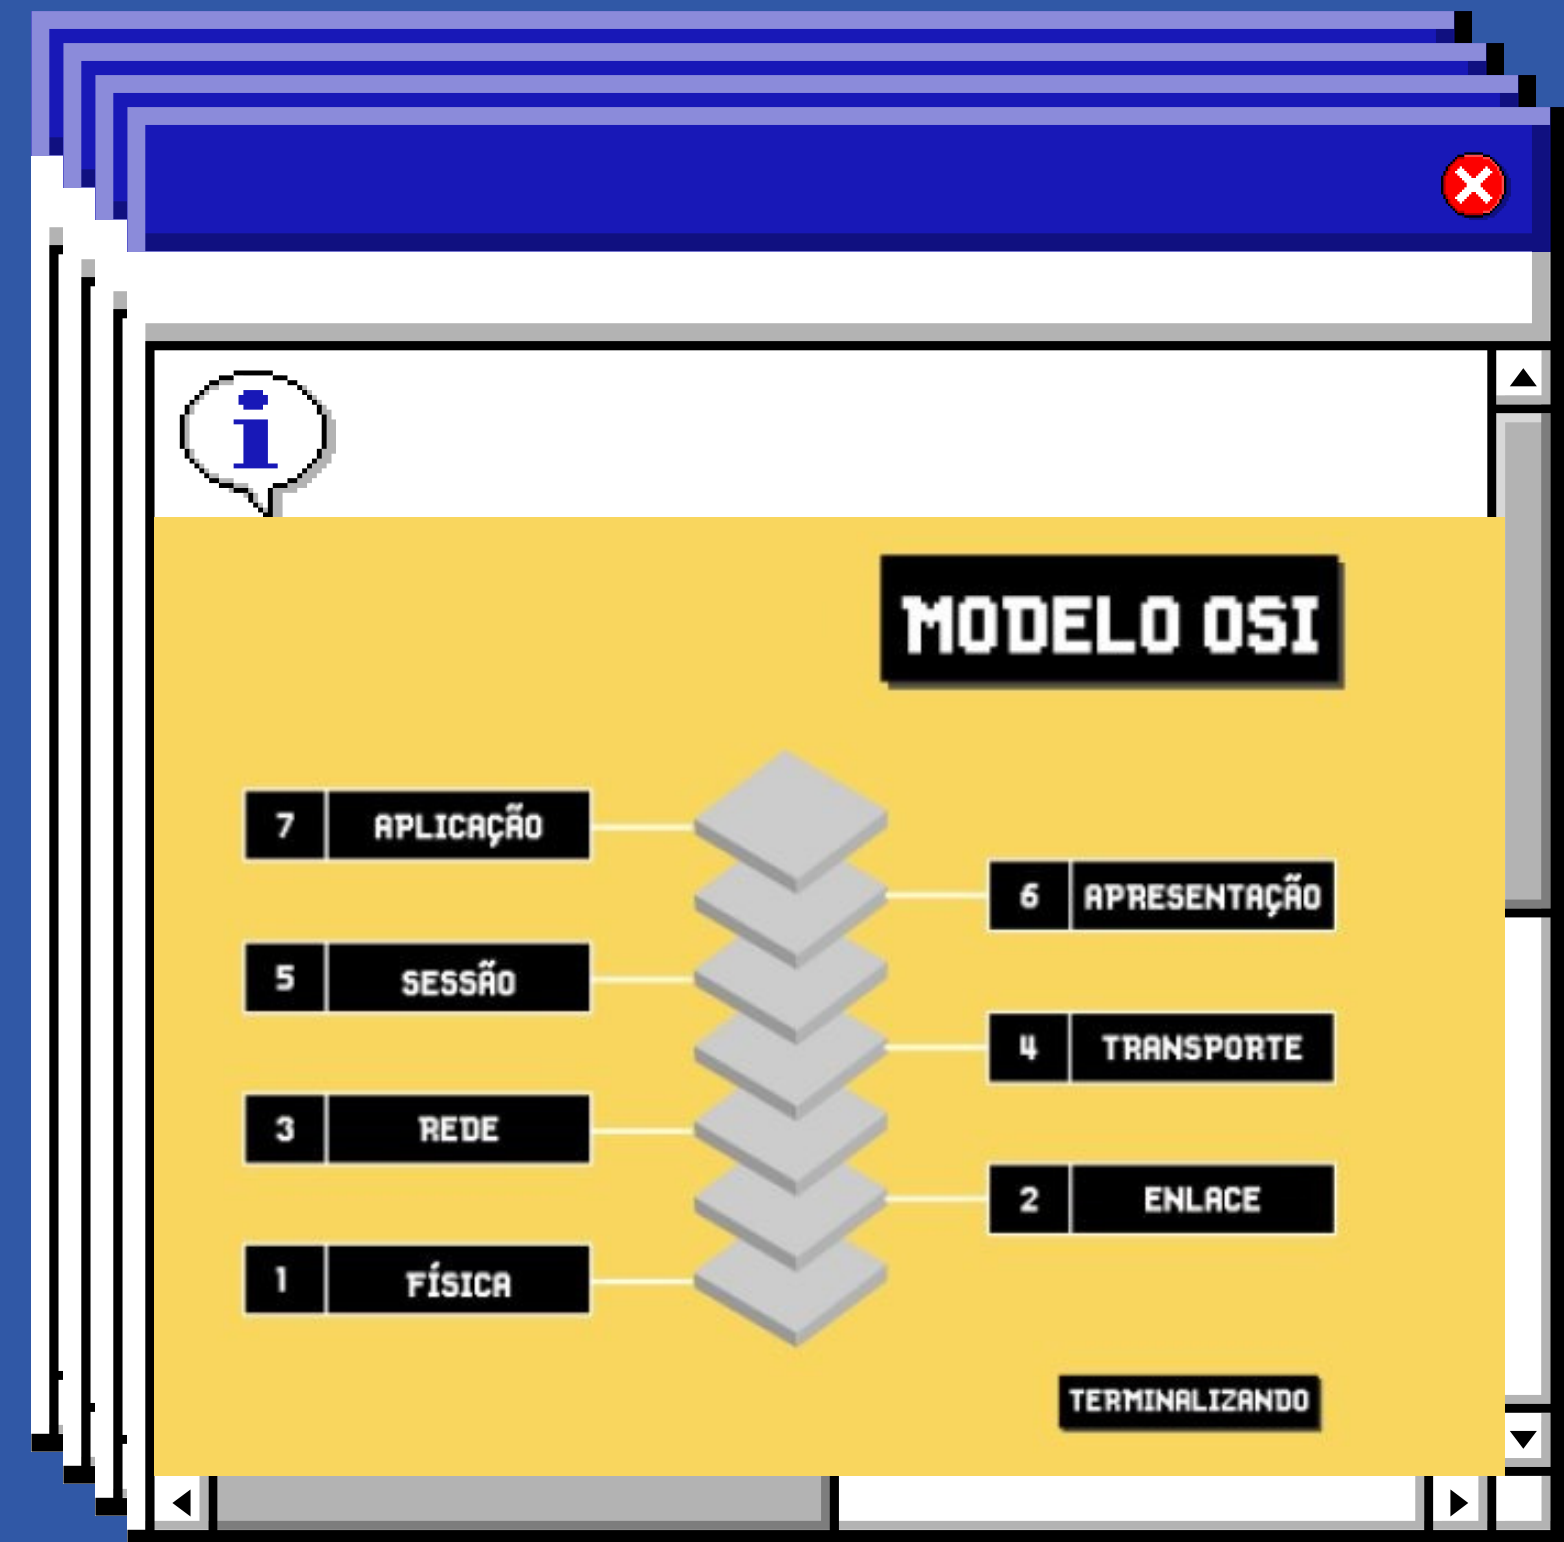 i
MODELO OSI
7 APLICAÇÃO
6 APRESENTAÇÃO
5 SESSÃO
4 TRANSPORTE
3 REDE
2 ENLACE
1 FÍSICA
TERMINALIZANDO